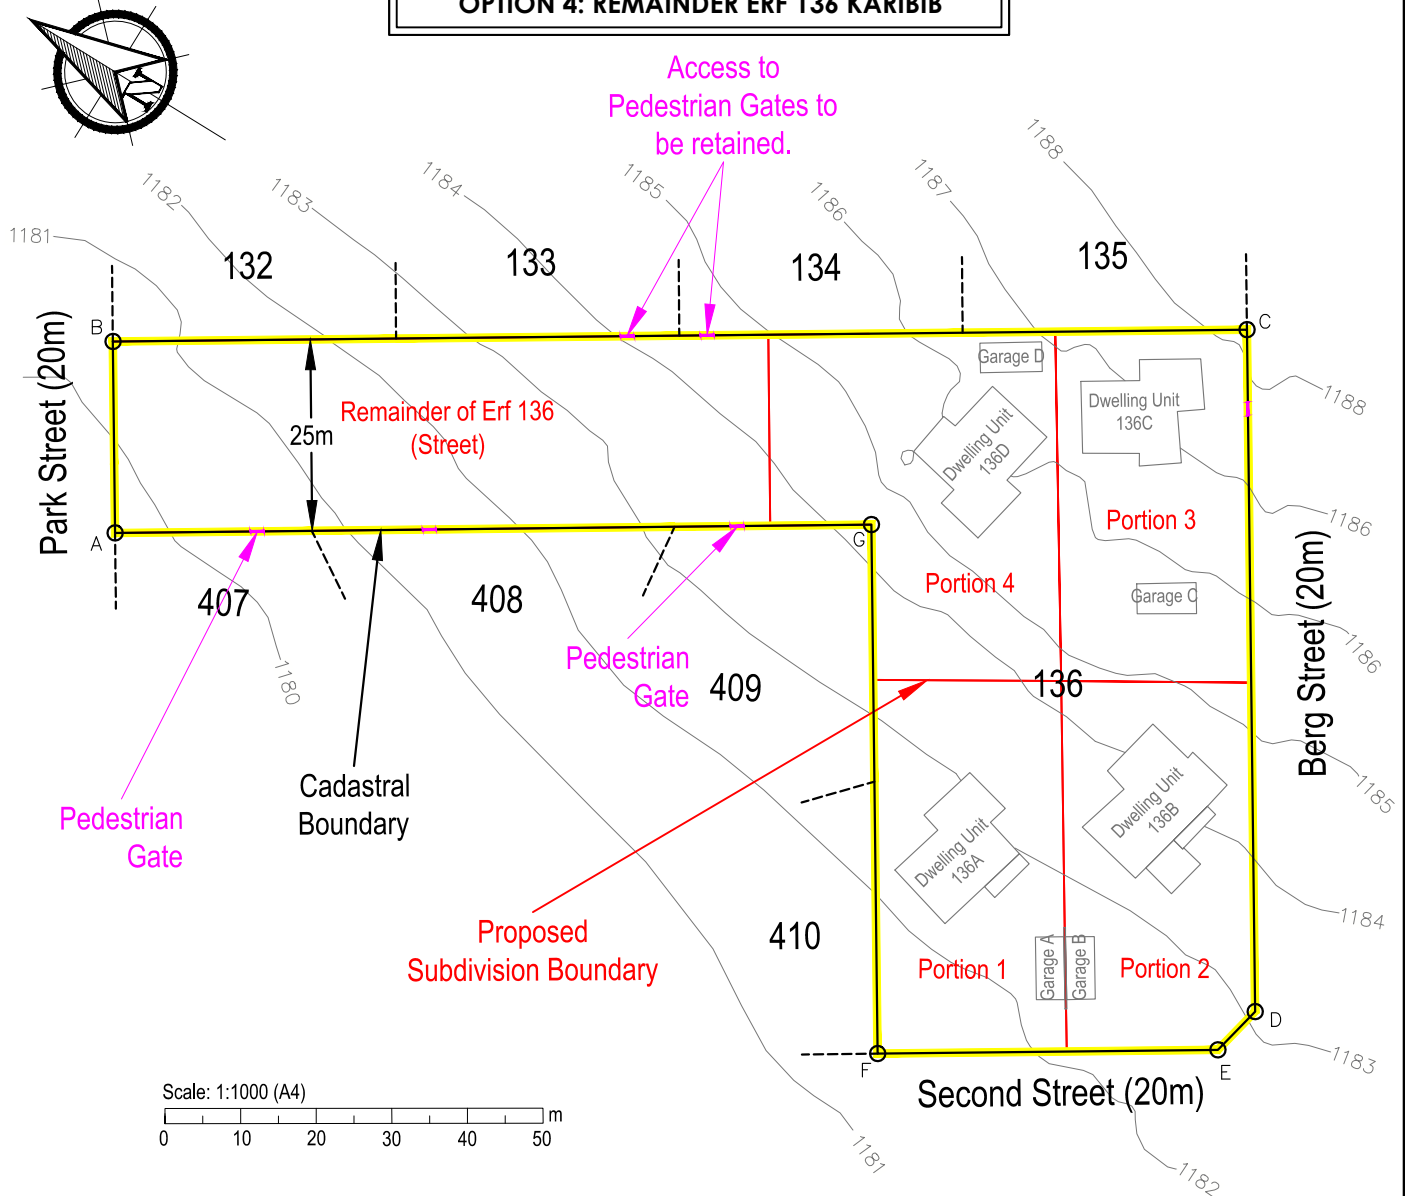 OPTION 4: REMAINDER ERF 136 KARIBIB
Access to
Pedestrian Gates to
be retained.
1181
1182
1183
1184
1185
1186
1187
1188
132
133
134
135
B
C
Park Street (20m)
Remainder of Erf 136
(Street)
25m
Garage D
Dwelling Unit
136C
Dwelling Unit
136D
1188
1186
A
G
Portion 3
Portion 4
Garage C
407
408
409
136
1180
1186
Berg Street (20m)
Pedestrian
Gate
Cadastral
Boundary
Pedestrian
Gate
Dwelling Unit
136B
Dwelling Unit
136A
1185
1184
Proposed
Subdivision Boundary
410
Portion 1
Garage A
Garage B
Portion 2
D
E
F
1183
Second Street (20m)
1181
1182
Scale: 1:1000 (A4)
m
0 10 20 30 40 50